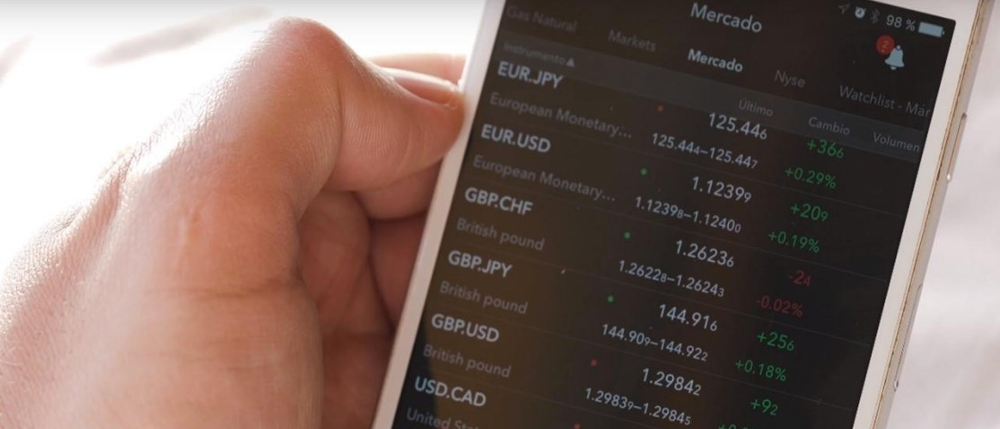 98 %
Mercado
2
Gas Natural Markets Mercado Nyse Watchlist - Mar
Instrumento▲ Último Cambio Volumen
EUR.JPY 125.446 +366
European Monetary... 125.444–125.447 +0.29%
EUR.USD 1.12399 +209
European Monetary... 1.12398–1.12400 +0.19%
GBP.CHF 1.26236 -24
British pound 1.26228–1.26243 -0.02%
GBP.JPY 144.916 +256
British pound 144.909–144.922 +0.18%
GBP.USD 1.29842 +92
British pound 1.29839–1.29845
USD.CAD
United